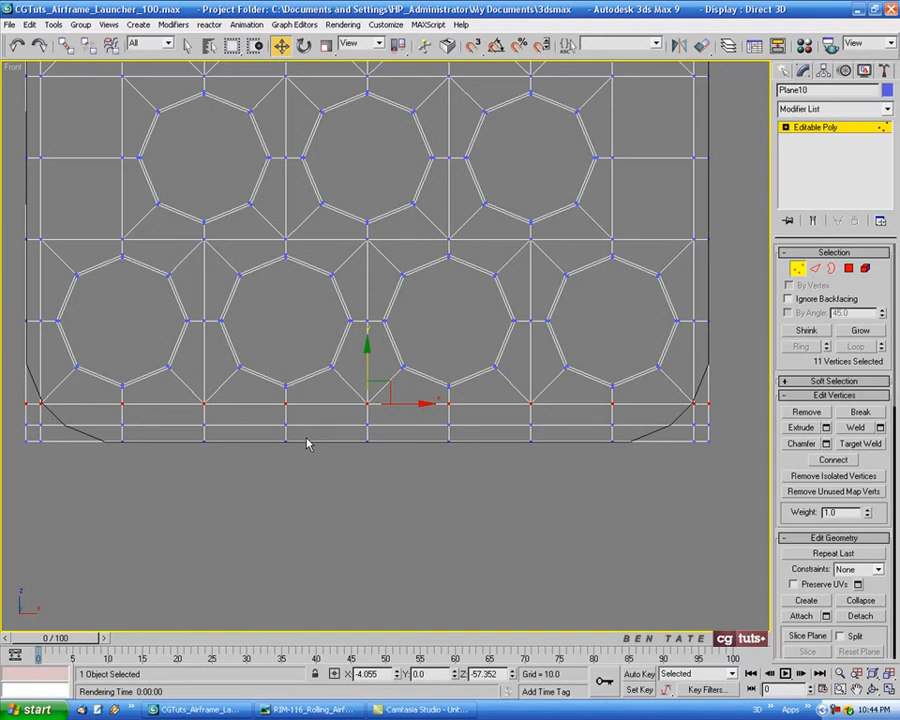 CGTuts_Airframe_Launcher_100.max - Project Folder: C:\Documents and Settings\HP_Administrator\My Documents\3dsmax - Autodesk 3ds Max 9 - Display : Direct 3D
File Edit Tools Group Views Create Modifiers reactor Animation Graph Editors Rendering Customize MAXScript Help
All View View
Front
Plane10
Modifier List
Editable Poly
Selection
By Vertex
Ignore Backfacing
By Angle: 45.0
Shrink Grow
Ring Loop
11 Vertices Selected
Soft Selection
Edit Vertices
Remove Break
Extrude Weld
Chamfer Target Weld
Connect
Remove Isolated Vertices
Remove Unused Map Verts
Weight: 1.0
Edit Geometry
Repeat Last
Constraints: None
Preserve UVs
Create Collapse
Attach Detach
Slice Plane Split
Slice Reset Plane
y
x
z
x
0 / 100
BEN TATE cg tuts+
0 5 10 15 20 25 30 35 40 45 50 55 60 65 70 75 80 85 90 95 100
1 Object Selected X: -4.055 Y: 0.0 Z: -57.352 Grid = 10.0 Auto Key Selected
Rendering Time 0:00:00 Add Time Tag Set Key Key Filters... 0
start CGTuts_Airframe_La... RIM-116_Rolling_Airf... Camtasia Studio - Unt... 3D Apps 10:44 PM